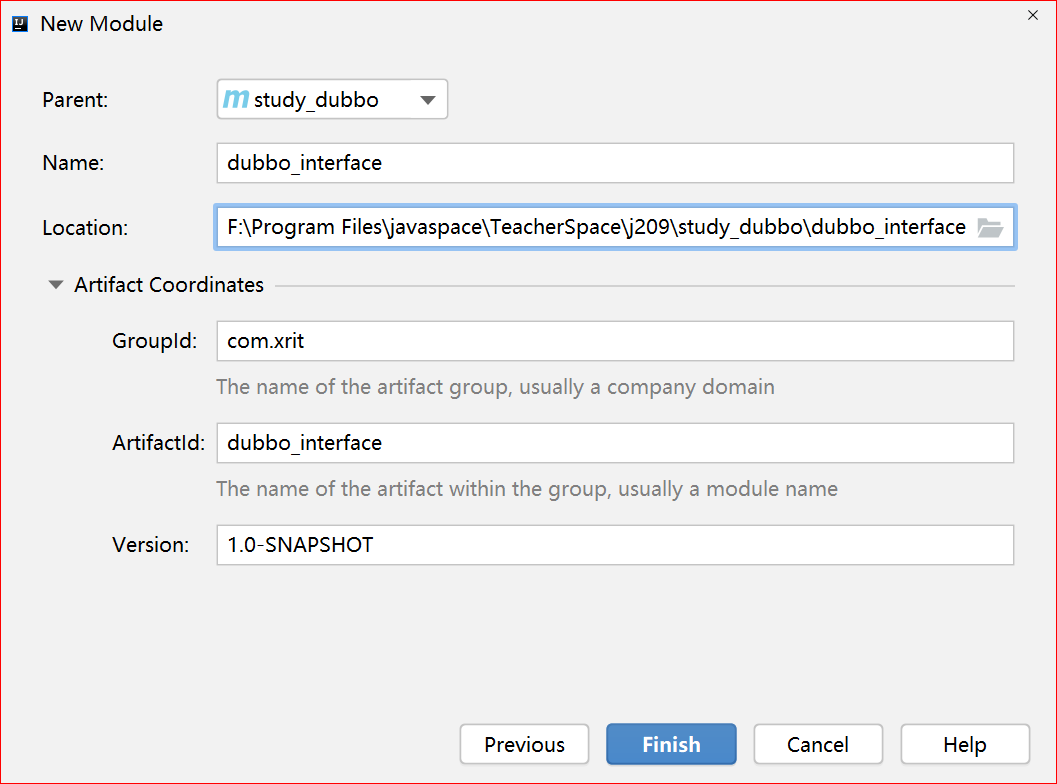 New Module
Parent: study_dubbo
Name: dubbo_interface
Location: F:\Program Files\javaspace\TeacherSpace\j209\study_dubbo\dubbo_interface
Artifact Coordinates
GroupId: com.xrit
The name of the artifact group, usually a company domain
ArtifactId: dubbo_interface
The name of the artifact within the group, usually a module name
Version: 1.0-SNAPSHOT
Previous Finish Cancel Help